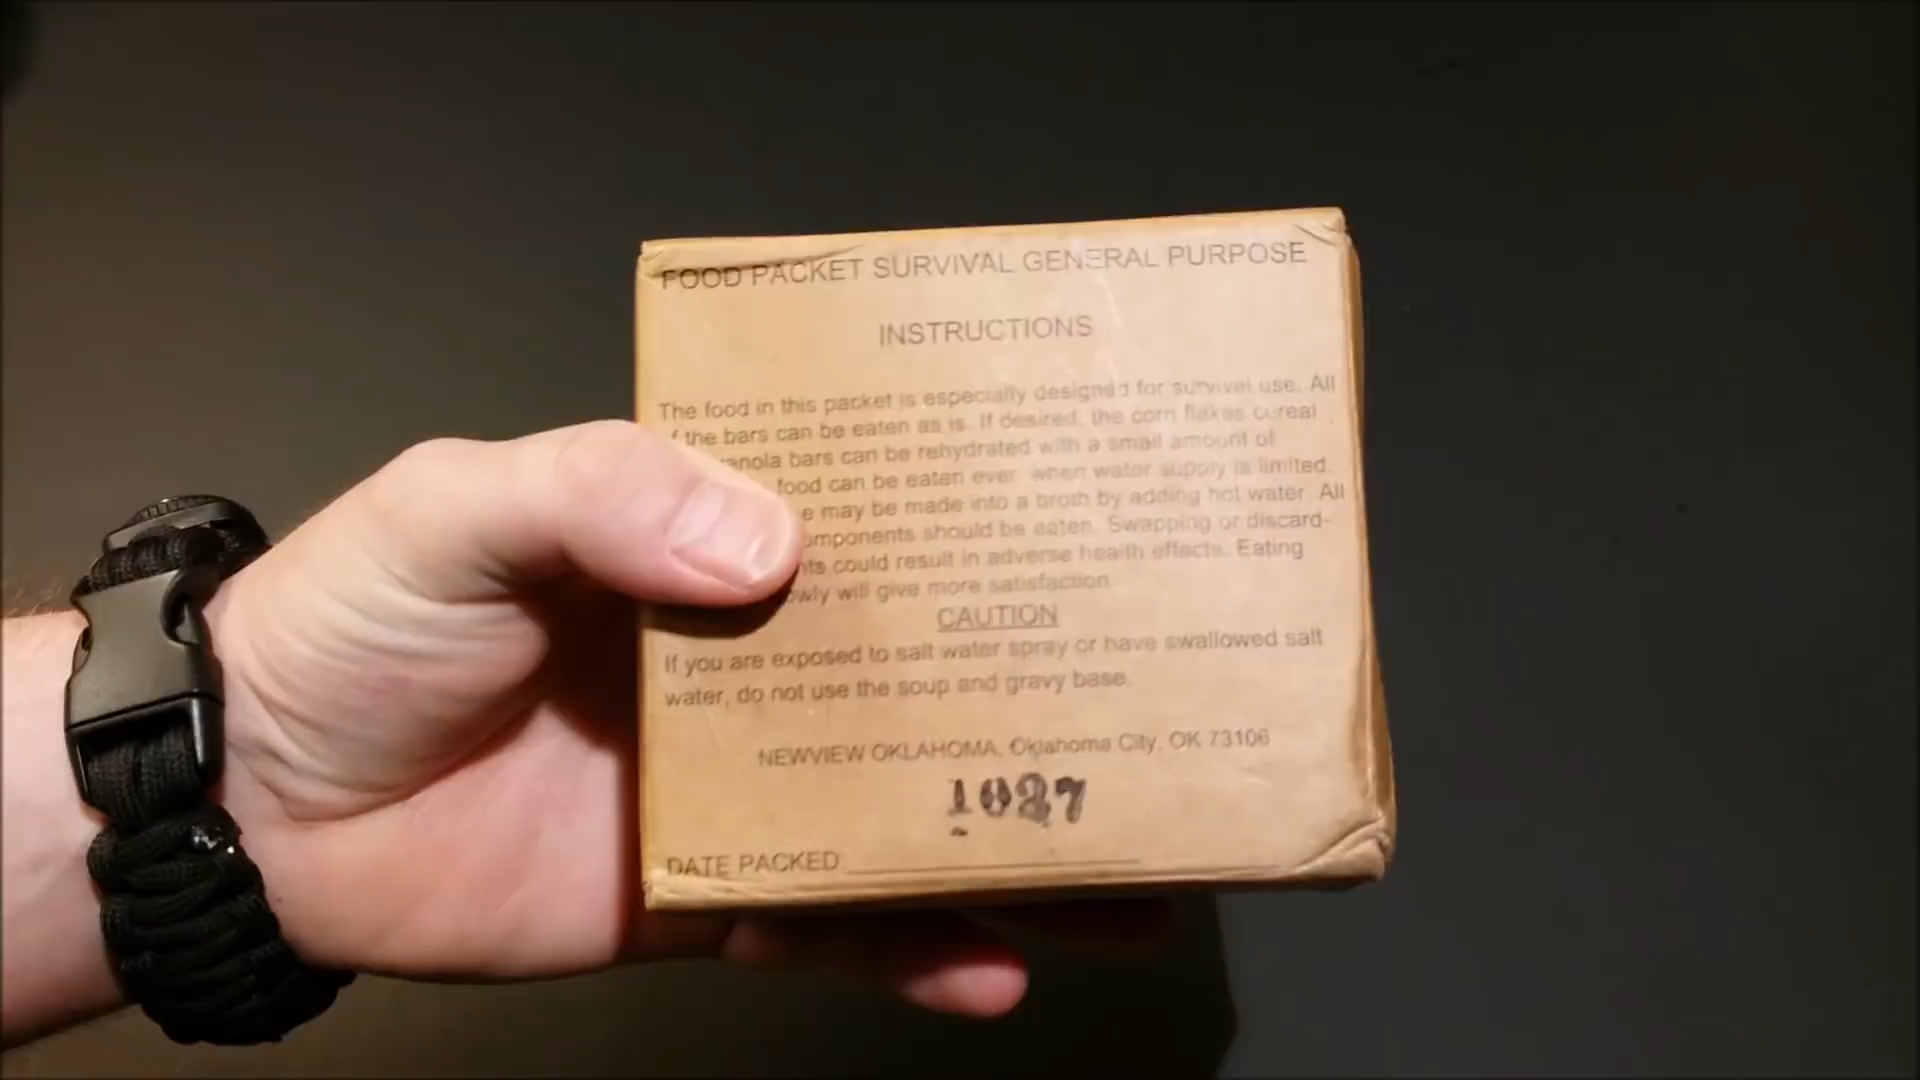 FOOD PACKET SURVIVAL GENERAL PURPOSE
INSTRUCTIONS
The food in this packet is especially designed for survival use. All
f the bars can be eaten as is. If desired, the corn flakes cereal
anola bars can be rehydrated with a small amount of
food can be eaten ever when water supply is limited.
e may be made into a broth by adding hot water. All
omponents should be eaten. Swapping or discard-
nts could result in adverse health effects. Eating
owly will give more satisfaction.
CAUTION
If you are exposed to salt water spray or have swallowed salt
water, do not use the soup and gravy base.
NEWVIEW OKLAHOMA, Oklahoma City, OK 73106
DATE PACKED